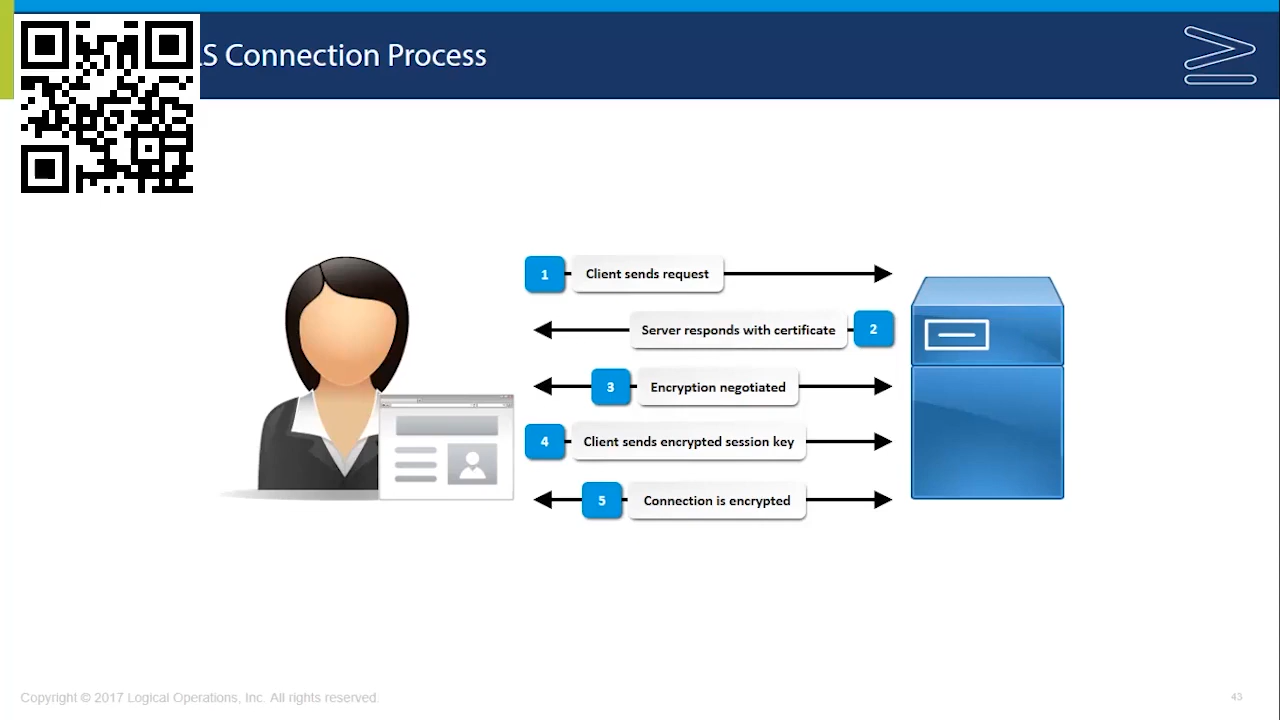 Connection Process
1
Client sends request
Server responds with certificate
2
3
Encryption negotiated
4
Client sends encrypted session key
5
Connection is encrypted
Copyright © 2017 Logical Operations, Inc. All rights reserved.
43